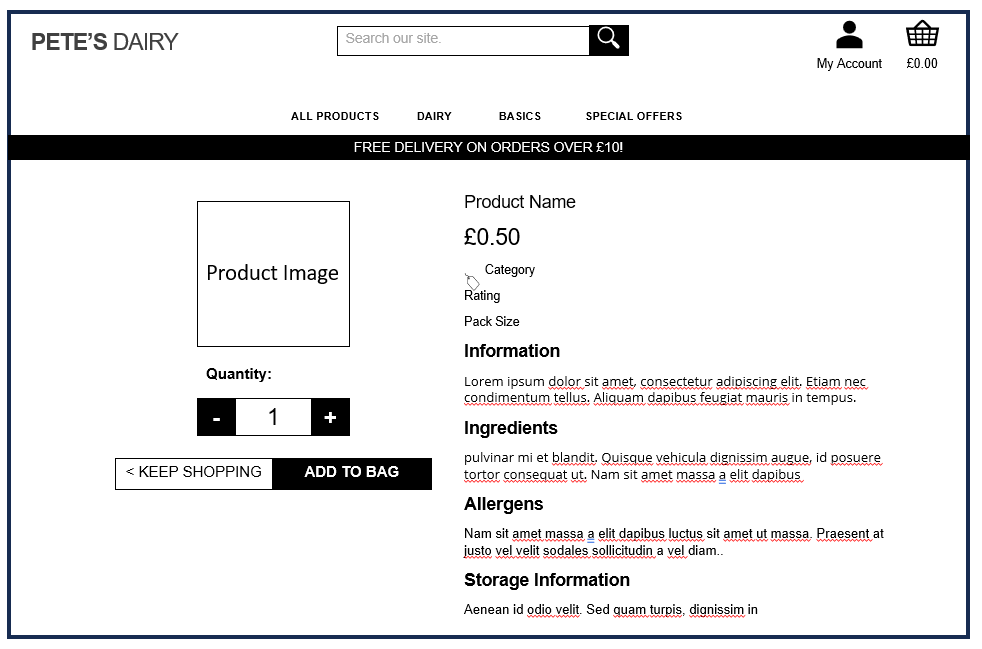 PETE'S DAIRY
Search our site.
My Account
£0.00
ALL PRODUCTS
DAIRY
BASICS
SPECIAL OFFERS
FREE DELIVERY ON ORDERS OVER £10!
Product Image
Quantity:
- 1 +
< KEEP SHOPPING
ADD TO BAG
Product Name
£0.50
Category
Rating
Pack Size
Information
Lorem ipsum dolor sit amet, consectetur adipiscing elit. Etiam nec
condimentum tellus. Aliquam dapibus feugiat mauris in tempus.
Ingredients
pulvinar mi et blandit. Quisque vehicula dignissim augue, id posuere
tortor consequat ut. Nam sit amet massa a elit dapibus
Allergens
Nam sit amet massa a elit dapibus luctus sit amet ut massa. Praesent at
justo vel velit sodales sollicitudin a vel diam..
Storage Information
Aenean id odio velit. Sed quam turpis, dignissim in